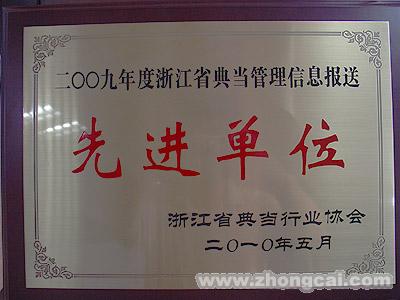 二〇〇九年度浙江省典当管理信息报送
先进单位
浙江省典当行业协会
二〇一〇年五月
www.zhongcai.com